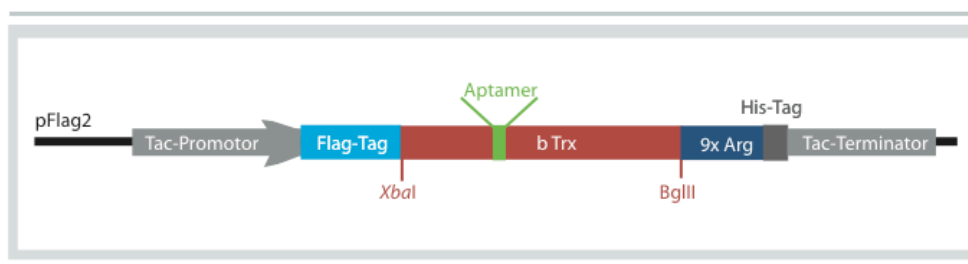 Aptamer
His-Tag
pFlag2
Tac-Promotor
Flag-Tag
b Trx
9x Arg
Tac-Terminator
XbaI
BglII